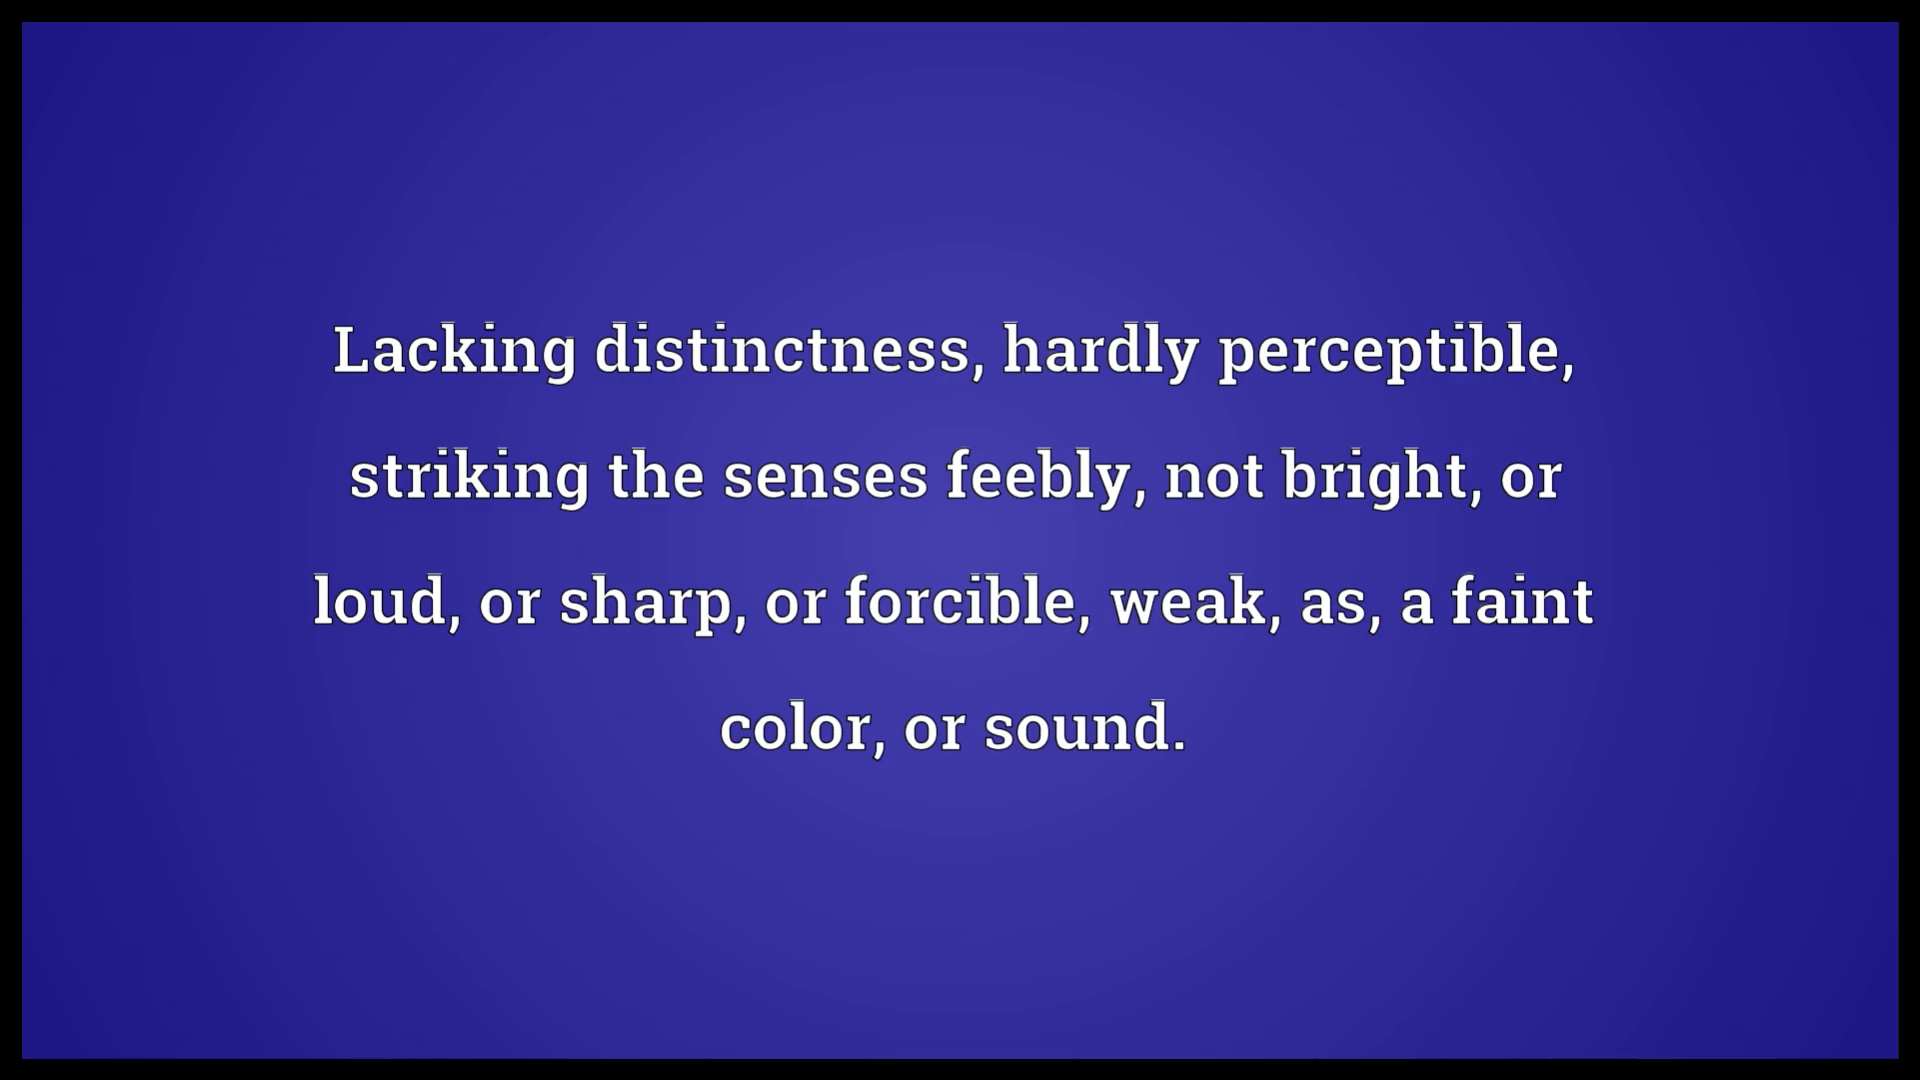 Lacking distinctness, hardly perceptible,
striking the senses feebly, not bright, or
loud, or sharp, or forcible, weak, as, a faint
color, or sound.